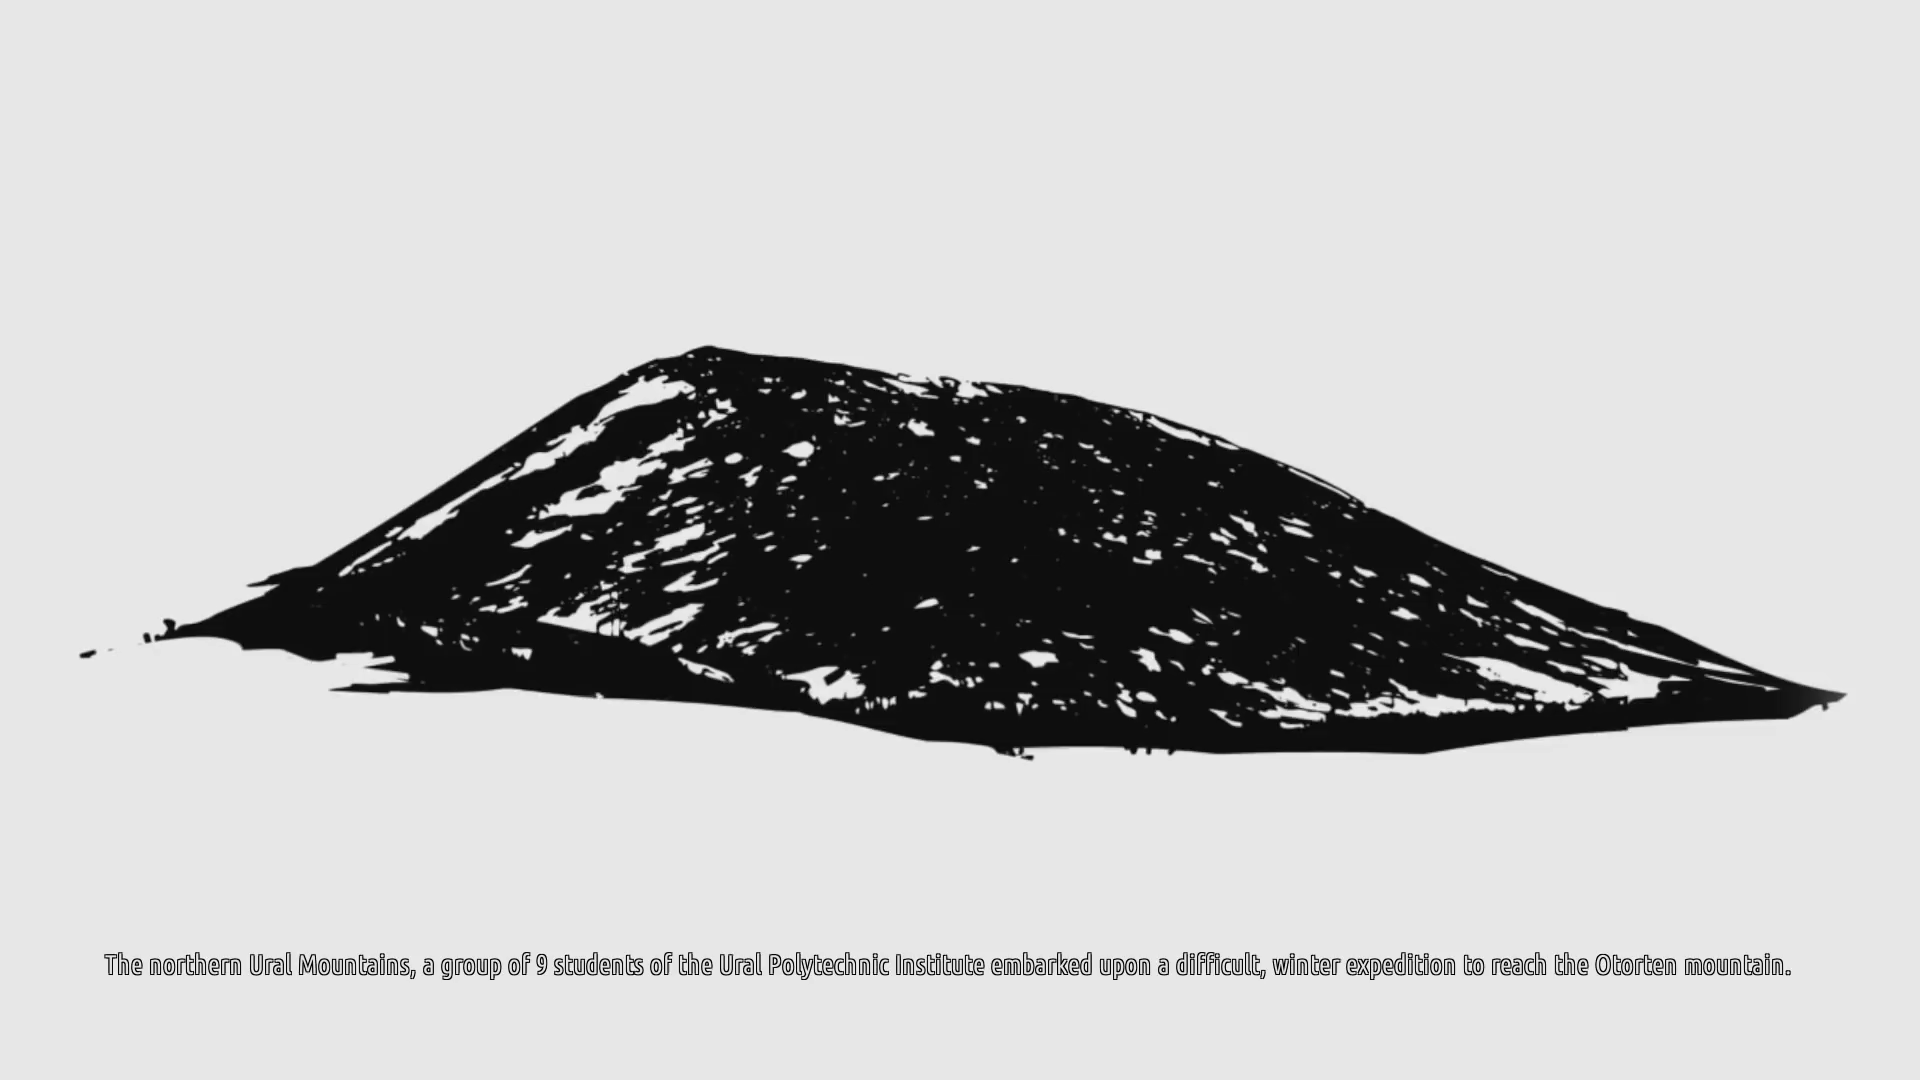 The northern Ural Mountains, a group of 9 students of the Ural Polytechnic Institute embarked upon a difficult, winter expedition to reach the Otorten mountain.